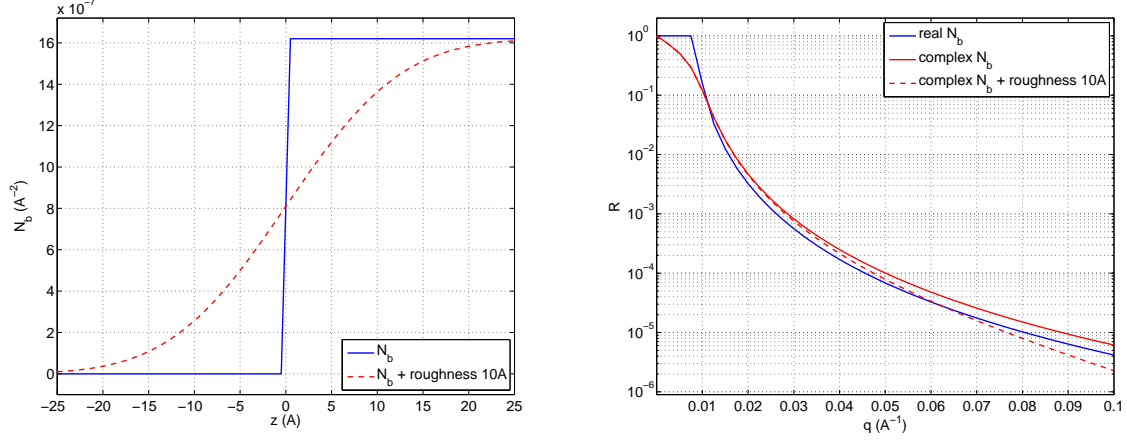 x 10⁻⁷
16
14
12
10
8
6
4
2
0
N_b (A⁻²)
−25 −20 −15 −10 −5 0 5 10 15 20 25
z (A)
N_b
N_b + roughness 10A
10⁰
10⁻¹
10⁻²
10⁻³
10⁻⁴
10⁻⁵
10⁻⁶
R
0.01 0.02 0.03 0.04 0.05 0.06 0.07 0.08 0.09 0.1
q (A⁻¹)
real N_b
complex N_b
complex N_b + roughness 10A